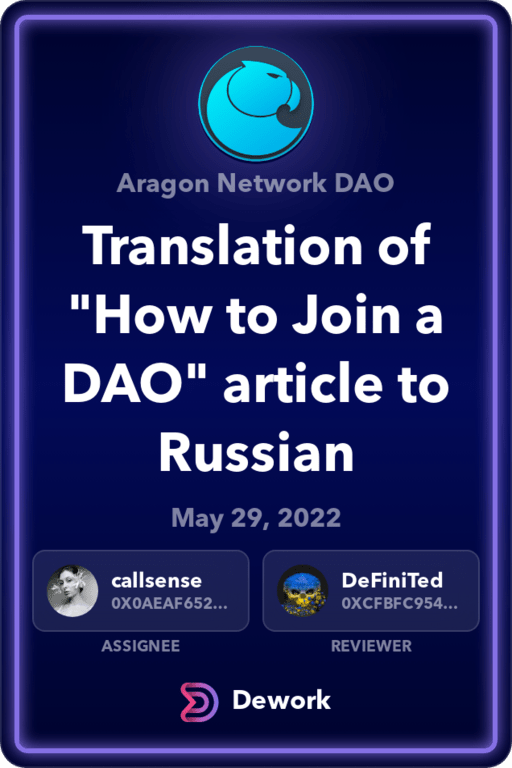 Aragon Network DAO
Translation of
"How to Join a
DAO" article to
Russian
May 29, 2022
callsense
0X0AEAF652...
DeFiniTed
0XCFBFC954...
ASSIGNEE
REVIEWER
Dework